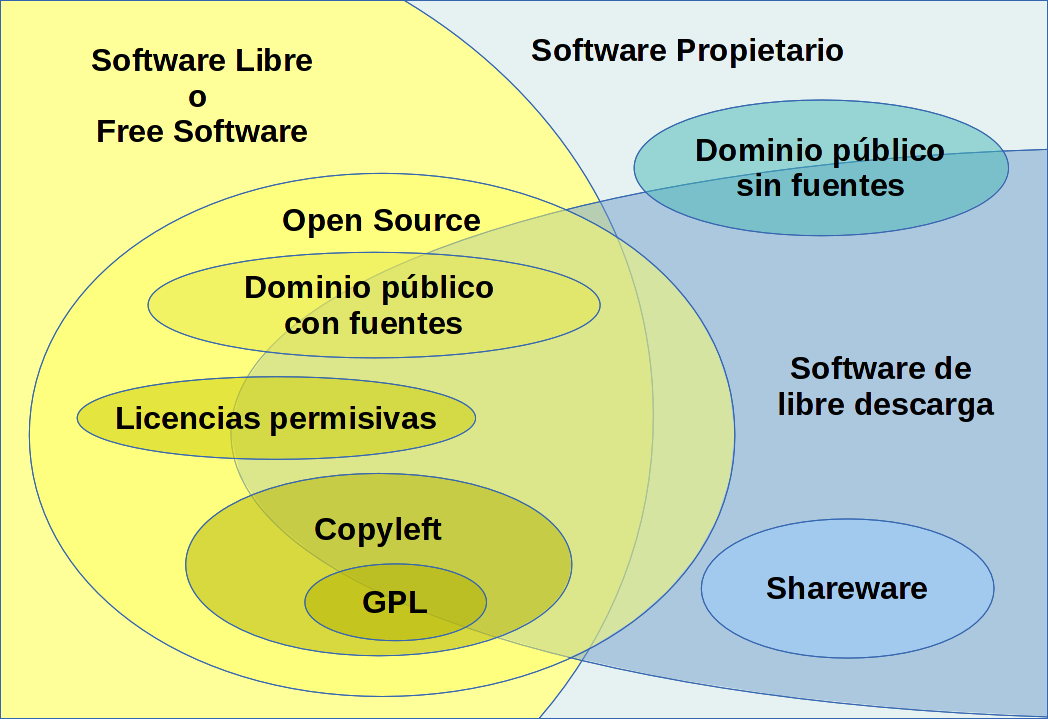 Software Libre
o
Free Software
Software Propietario
Dominio público
sin fuentes
Open Source
Dominio público
con fuentes
Software de
libre descarga
Licencias permisivas
Copyleft
GPL
Shareware